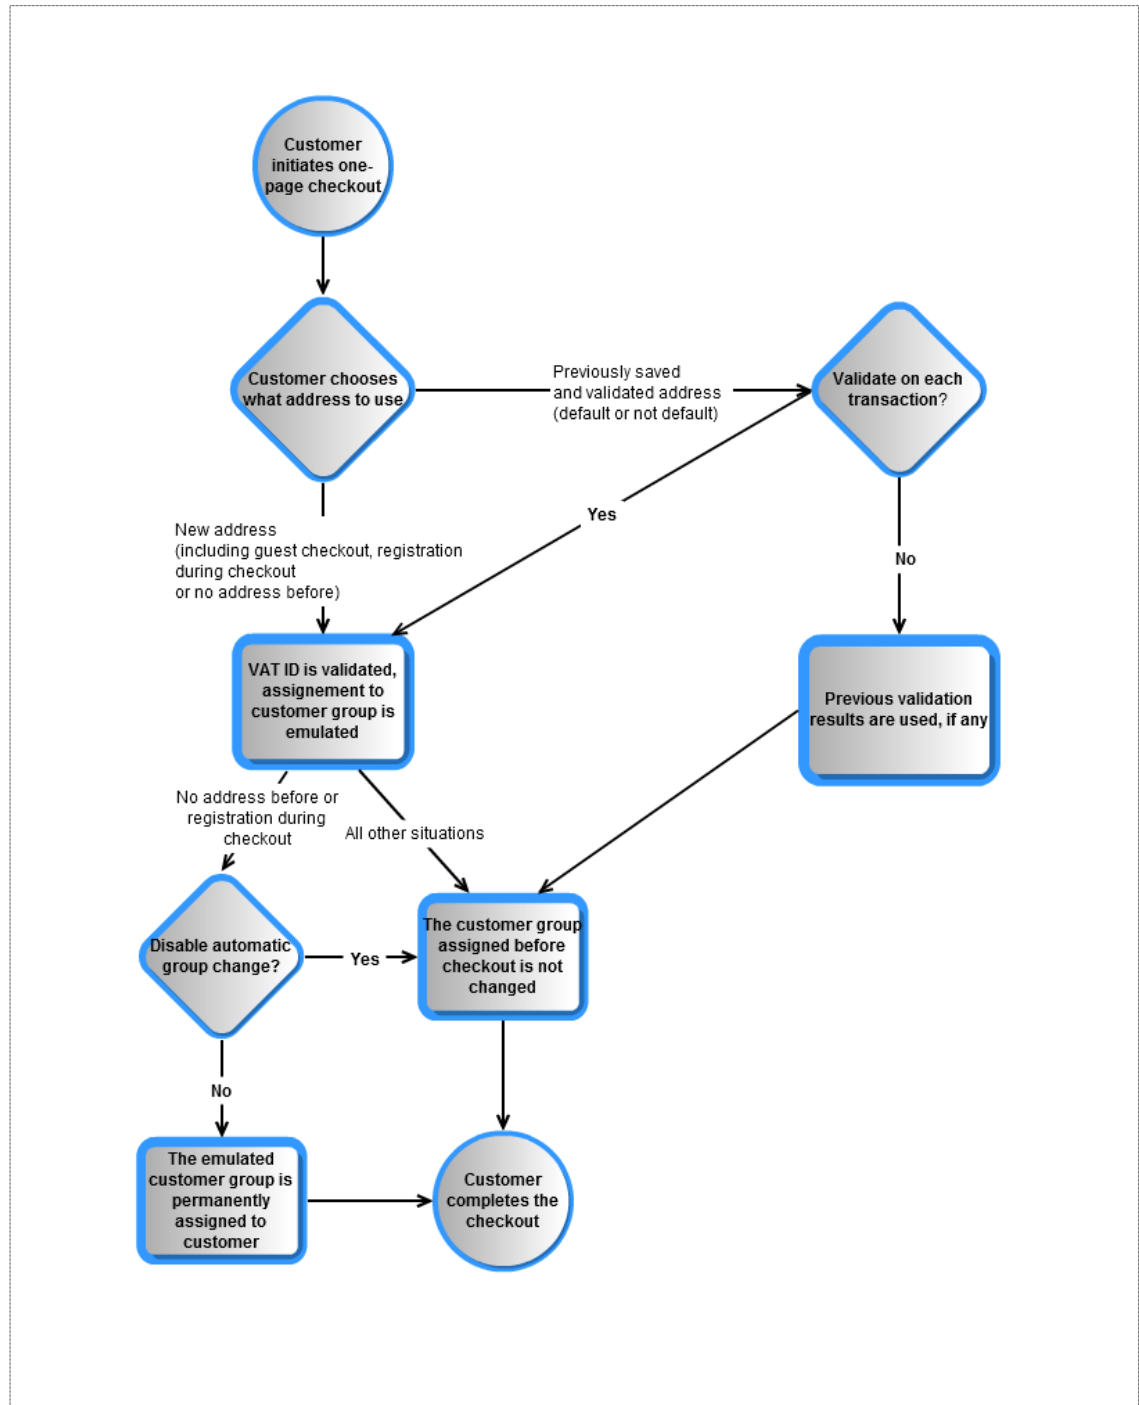 Customer
initiates one-
page checkout
Customer chooses
what address to use
Previously saved
and validated address
(default or not default)
Validate on each
transaction?
Yes
New address
(including guest checkout, registration
during checkout
or no address before)
No
VAT ID is validated,
assignement to
customer group is
emulated
Previous validation
results are used, if any
No address before or
registration during
checkout
All other situations
Disable automatic
group change?
Yes
The customer group
assigned before
checkout is not
changed
No
The emulated
customer group is
permanently
assigned to
customer
Customer
completes the
checkout